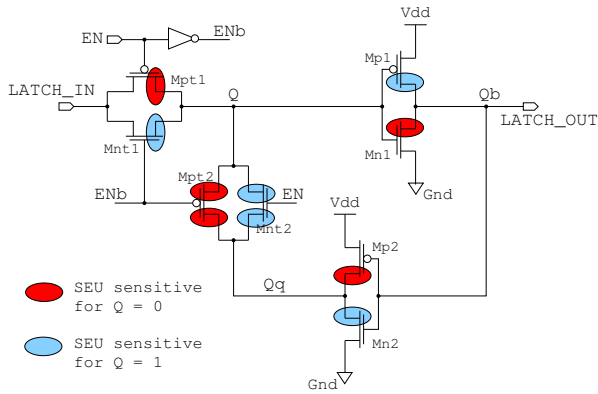 Vdd
EN
ENb
Mp1
Mpt1
LATCH_IN
Q
Qb
LATCH_OUT
Mnt1
Mn1
Mpt2
ENb
EN
Gnd
Vdd
Mnt2
Mp2
Qq
SEU sensitive
for Q = 0
Mn2
SEU sensitive
for Q = 1
Gnd